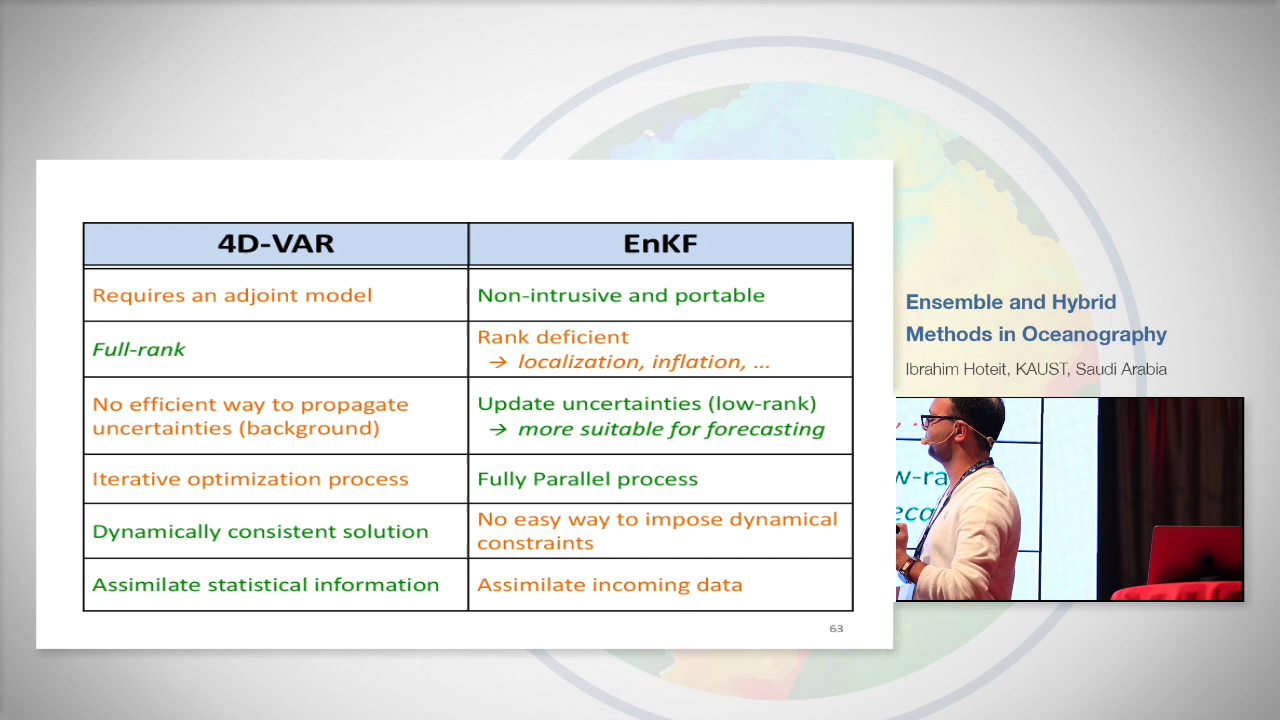 4D-VAR
EnKF
Requires an adjoint model
Non-intrusive and portable
Full-rank
Rank deficient
→ localization, inflation, ...
No efficient way to propagate
uncertainties (background)
Update uncertainties (low-rank)
→ more suitable for forecasting
Iterative optimization process
Fully Parallel process
Dynamically consistent solution
No easy way to impose dynamical
constraints
Assimilate statistical information
Assimilate incoming data
63
Ensemble and Hybrid
Methods in Oceanography
Ibrahim Hoteit, KAUST, Saudi Arabia